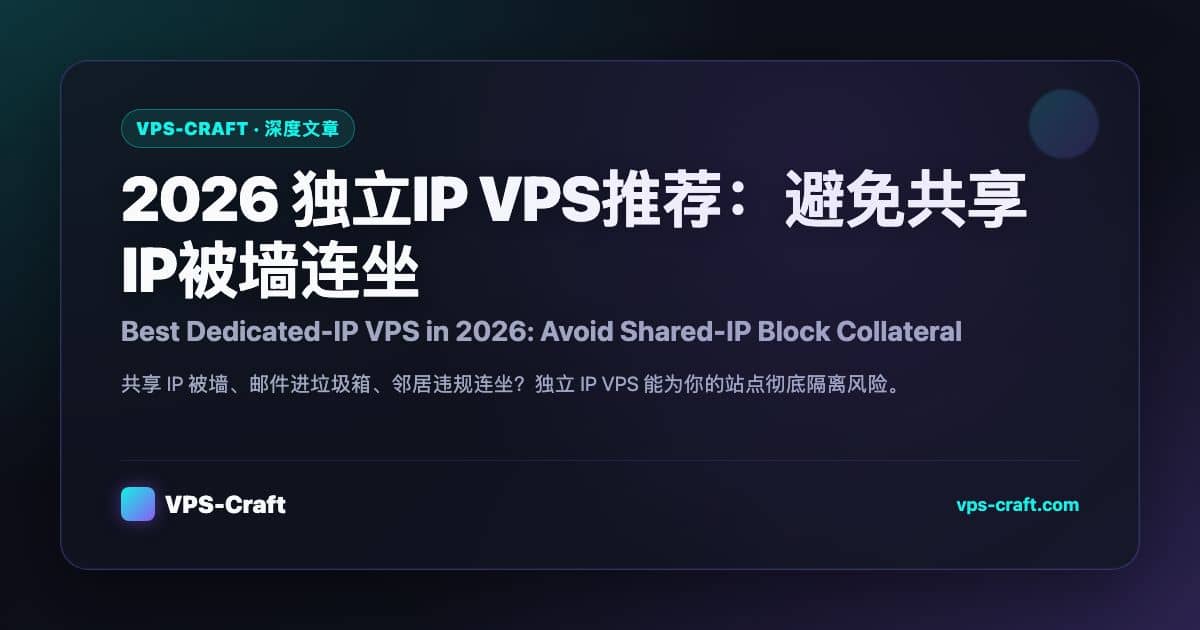 VPS-CRAFT · 深度文章
2026 独立IP VPS推荐：避免共享
IP被墙连坐
Best Dedicated-IP VPS in 2026: Avoid Shared-IP Block Collateral
共享 IP 被墙、邮件进垃圾箱、邻居违规连坐？独立 IP VPS 能为你的站点彻底隔离风险。
VPS-Craft
vps-craft.com